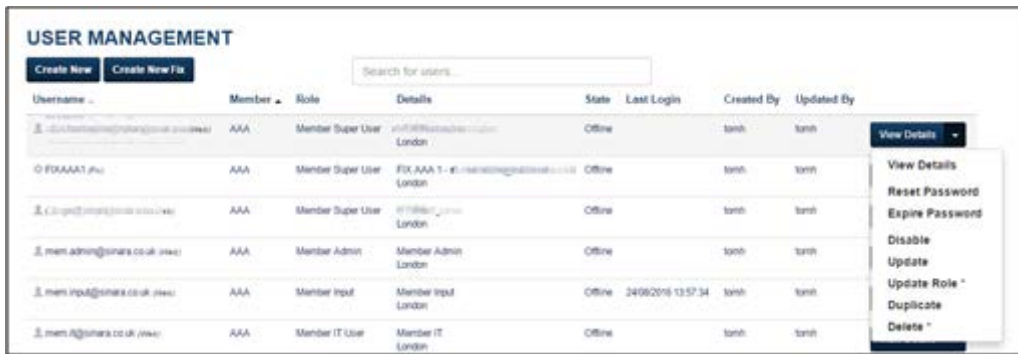 USER MANAGEMENT
Create New Create New Fix Search for users...
Username Member Role Details State Last Login Created By Updated By
AAA Member Super User London Offline tomh tomh View Details
FIXAAA1 (Fix) AAA Member Super User FIX AAA 1 - London Offline tomh tomh
AAA Member Super User London Offline tomh tomh
mem.admin@sinara.co.uk (Web) AAA Member Admin Member Admin London Offline tomh tomh
mem.input@sinara.co.uk (Web) AAA Member Input Member Input London Offline 24/08/2016 13:57:34 tomh tomh
mem.it@sinara.co.uk (Web) AAA Member IT User Member IT London Offline tomh tomh
View Details
Reset Password
Expire Password
Disable
Update
Update Role *
Duplicate
Delete *